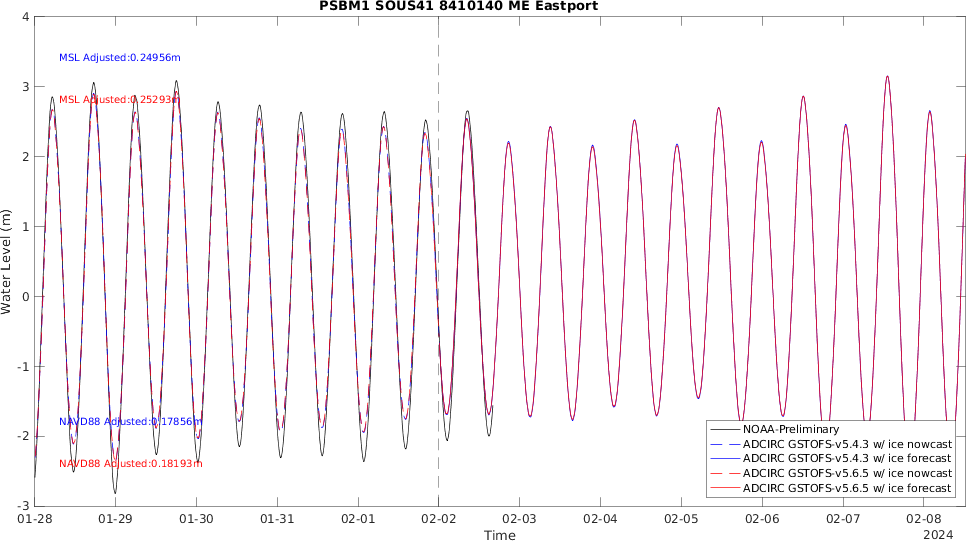 PSBM1 SOUS41 8410140 ME Eastport
4
MSL Adjusted:0.24956m
3
MSL Adjusted:0.25293m
2
1
0
-1
-2
-3
Water Level (m)
NAVD88 Adjusted:0.17856m
NAVD88 Adjusted:0.18193m
NOAA-Preliminary
ADCIRC GSTOFS-v5.4.3 w/ ice nowcast
ADCIRC GSTOFS-v5.4.3 w/ ice forecast
ADCIRC GSTOFS-v5.6.5 w/ ice nowcast
ADCIRC GSTOFS-v5.6.5 w/ ice forecast
01-28 01-29 01-30 01-31 02-01 02-02 02-03 02-04 02-05 02-06 02-07 02-08
Time
2024